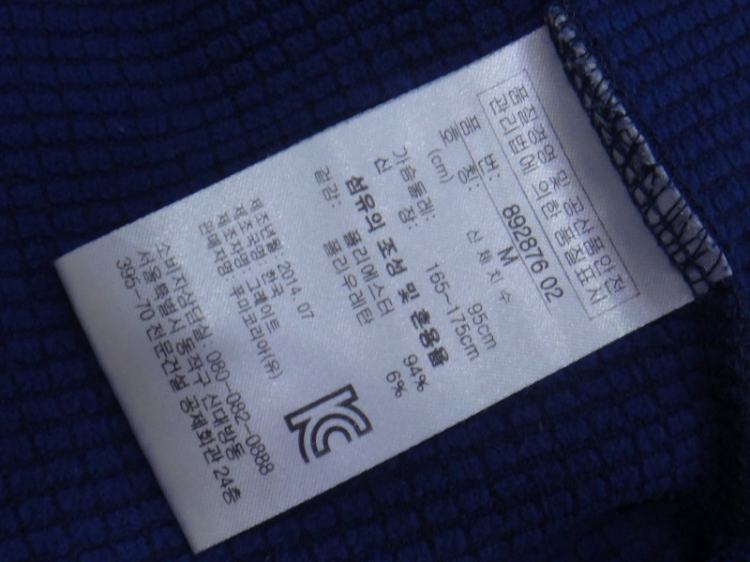 품질경영 및 공산품안전
관리법에 의한 품질표시
품 번: 892876 02
호 칭: M
(cm) 신체치수
가슴둘레: 95cm
신 장: 165~175cm
섬유의 조성 및 혼용율
겉감: 폴리에스터 94%
폴리우레탄 6%
제조년월: 2014. 07
제조국명: 한국
제조자명: 그레이트
판매자명: 푸마코리아(유)
소비자상담실 080-082-0888
서울특별시 동작구 신대방동
395-70 전문건설 공제회관 24층